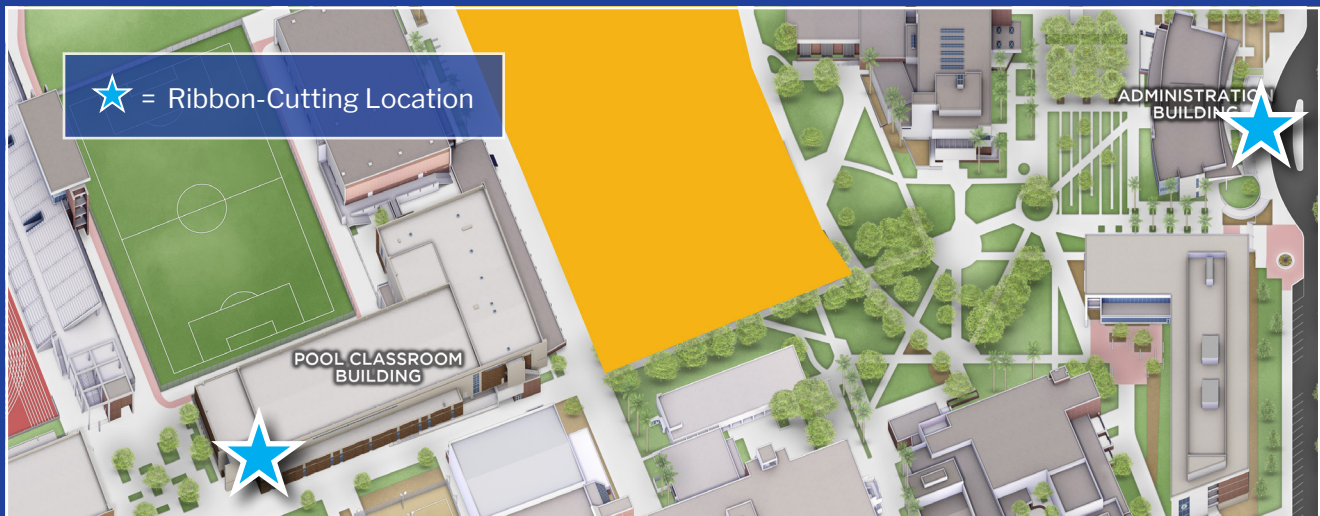 = Ribbon-Cutting Location
ADMINISTRATION
BUILDING
POOL CLASSROOM
BUILDING